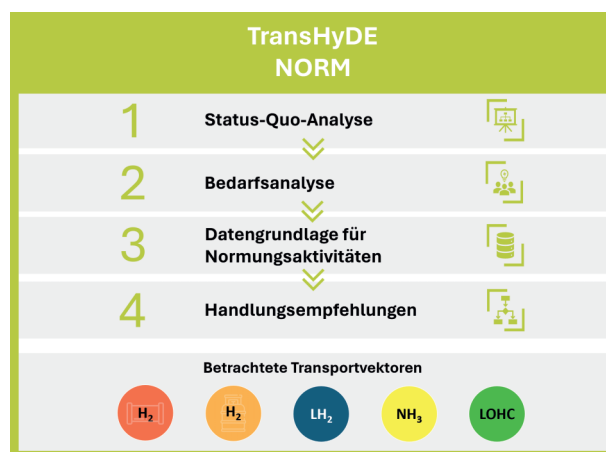 TransHyDE
NORM
1 Status-Quo-Analyse
2 Bedarfsanalyse
3 Datengrundlage für
Normungsaktivitäten
4 Handlungsempfehlungen
Betrachtete Transportvektoren
H₂ H₂ LH₂ NH₃ LOHC